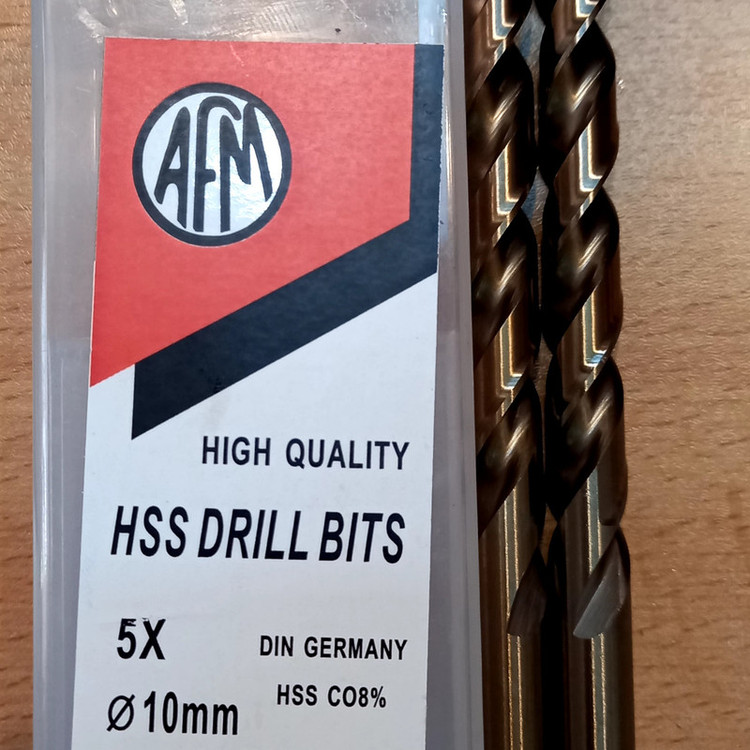 AFM
HIGH QUALITY
HSS DRILL BITS
5X
DIN GERMANY
HSS CO8%
Ø10mm